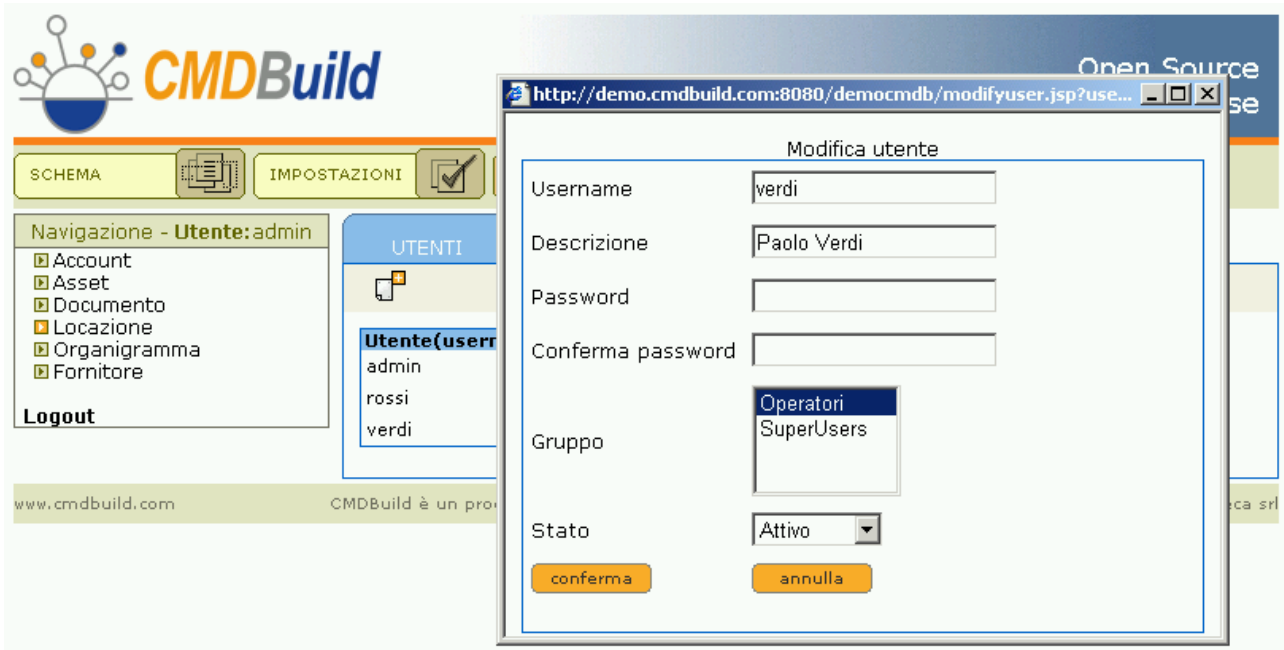 CMDBuild
Open Source
se
SCHEMA
IMPOSTAZIONI
Navigazione - Utente:admin
Account
Asset
Documento
Locazione
Organigramma
Fornitore
Logout
UTENTI
Utente(usern
admin
rossi
verdi
www.cmdbuild.com
CMDBuild è un pro
eca srl
http://demo.cmdbuild.com:8080/democmdb/modifyuser.jsp?use...
Modifica utente
Username verdi
Descrizione Paolo Verdi
Password
Conferma password
Gruppo
Operatori
SuperUsers
Stato Attivo
conferma annulla